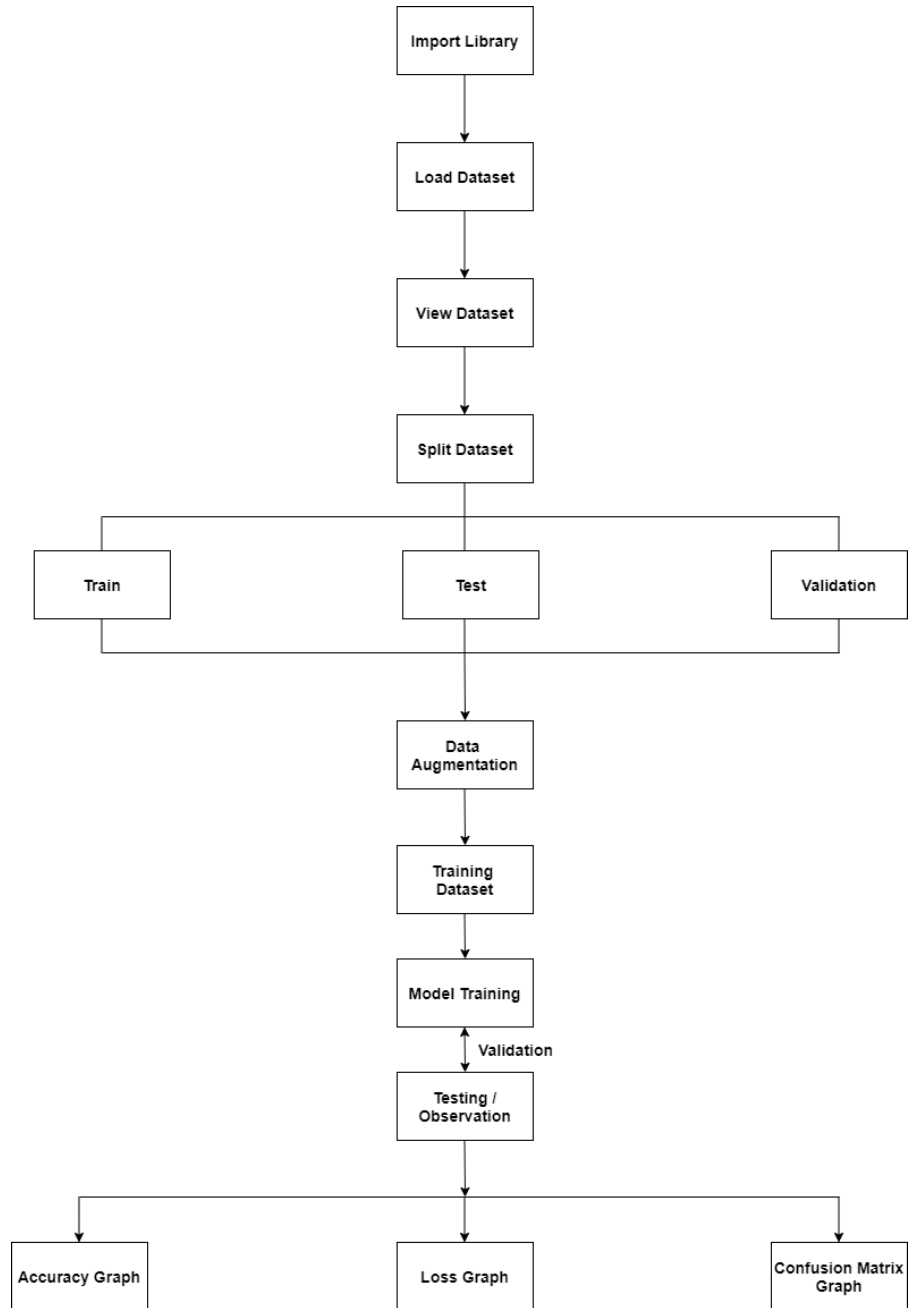 Import Library
Load Dataset
View Dataset
Split Dataset
Train
Test
Validation
Data
Augmentation
Training
Dataset
Model Training
Validation
Testing /
Observation
Accuracy Graph
Loss Graph
Confusion Matrix
Graph